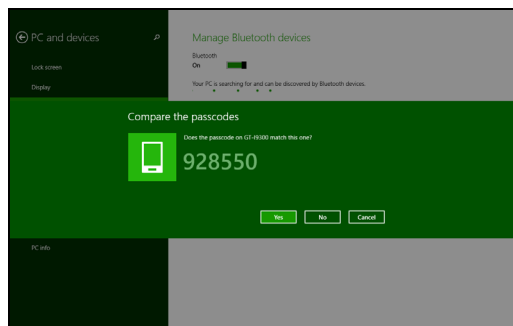 PC and devices
Manage Bluetooth devices
Bluetooth
On
Lock screen
Your PC is searching for and can be discovered by Bluetooth devices.
Display
Compare the passcodes
Does the passcode on GT-I9300 match this one?
928550
Yes No Cancel
PC info